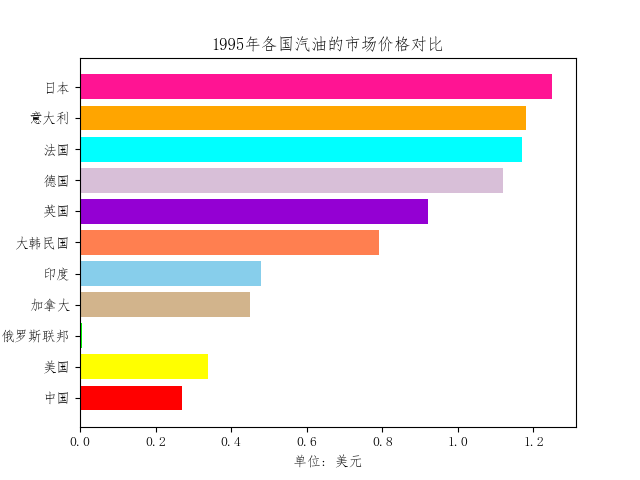 1995年各国汽油的市场价格对比
日本
意大利
法国
德国
英国
大韩民国
印度
加拿大
俄罗斯联邦
美国
中国
0.0 0.2 0.4 0.6 0.8 1.0 1.2
单位：美元